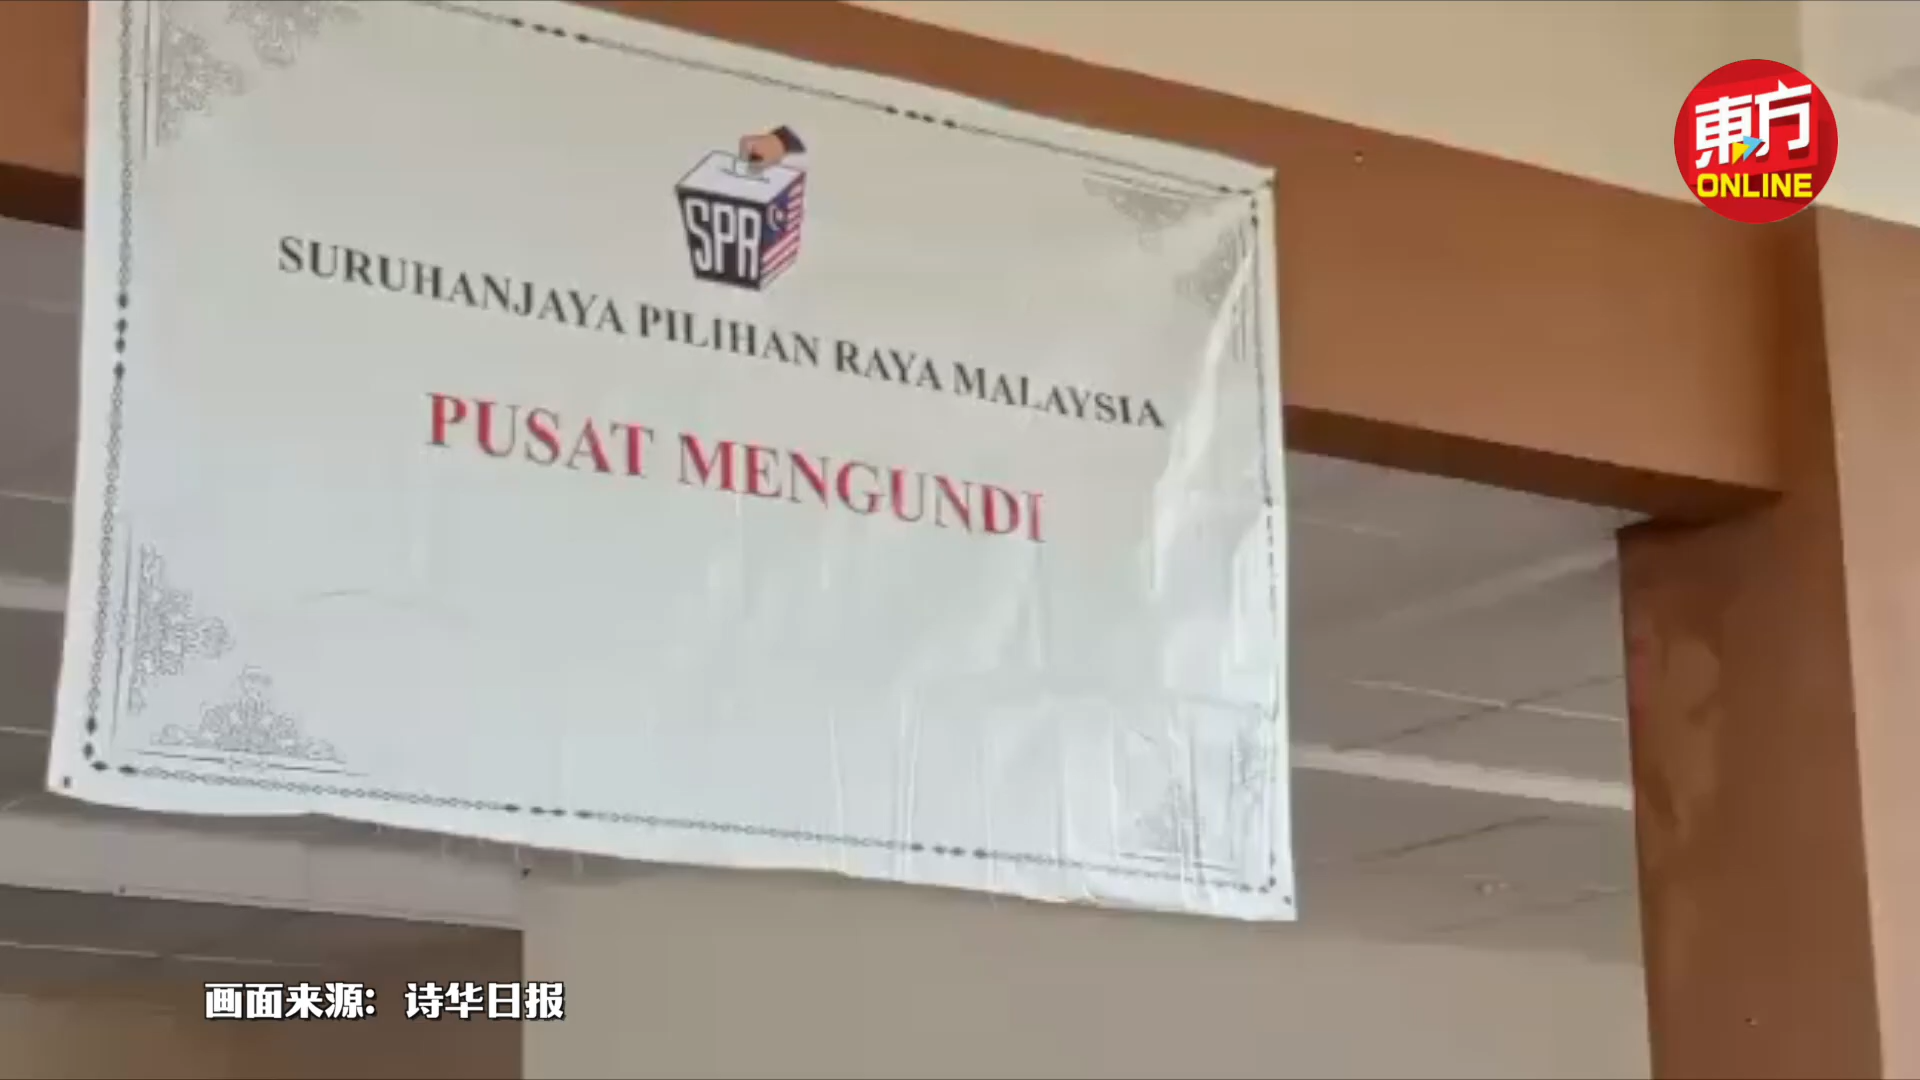 東方
ONLINE
SPR
SURUHANJAYA PILIHAN RAYA MALAYSIA
PUSAT MENGUNDI
画面来源：诗华日报